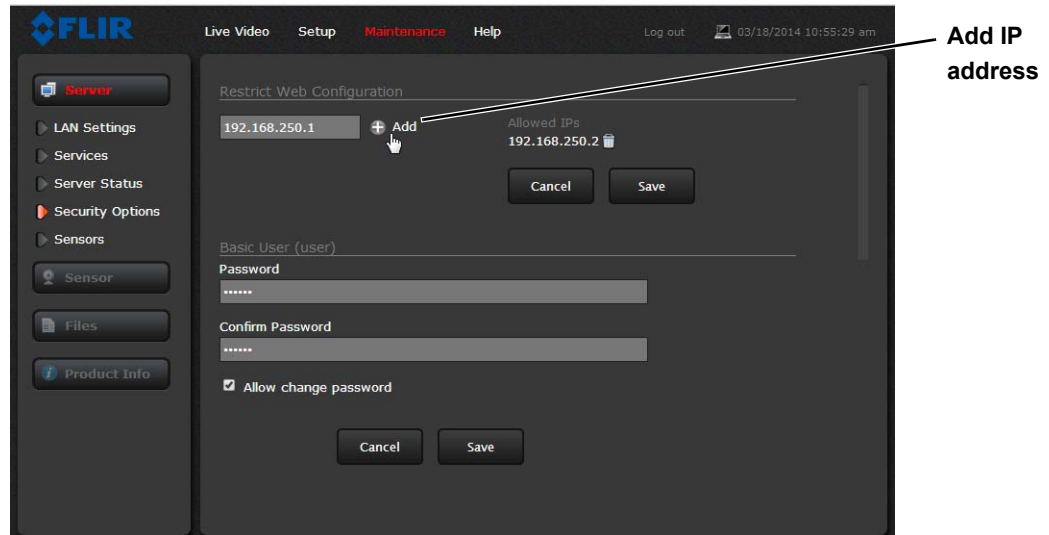 FLIR
Live Video Setup Maintenance Help Log out 03/18/2014 10:55:29 am
Add IP
address
Server
LAN Settings
Services
Server Status
Security Options
Sensors
Sensor
Files
Product Info
Restrict Web Configuration
192.168.250.1 Add
Allowed IPs
192.168.250.2
Cancel Save
Basic User (user)
Password
••••••
Confirm Password
••••••
Allow change password
Cancel Save